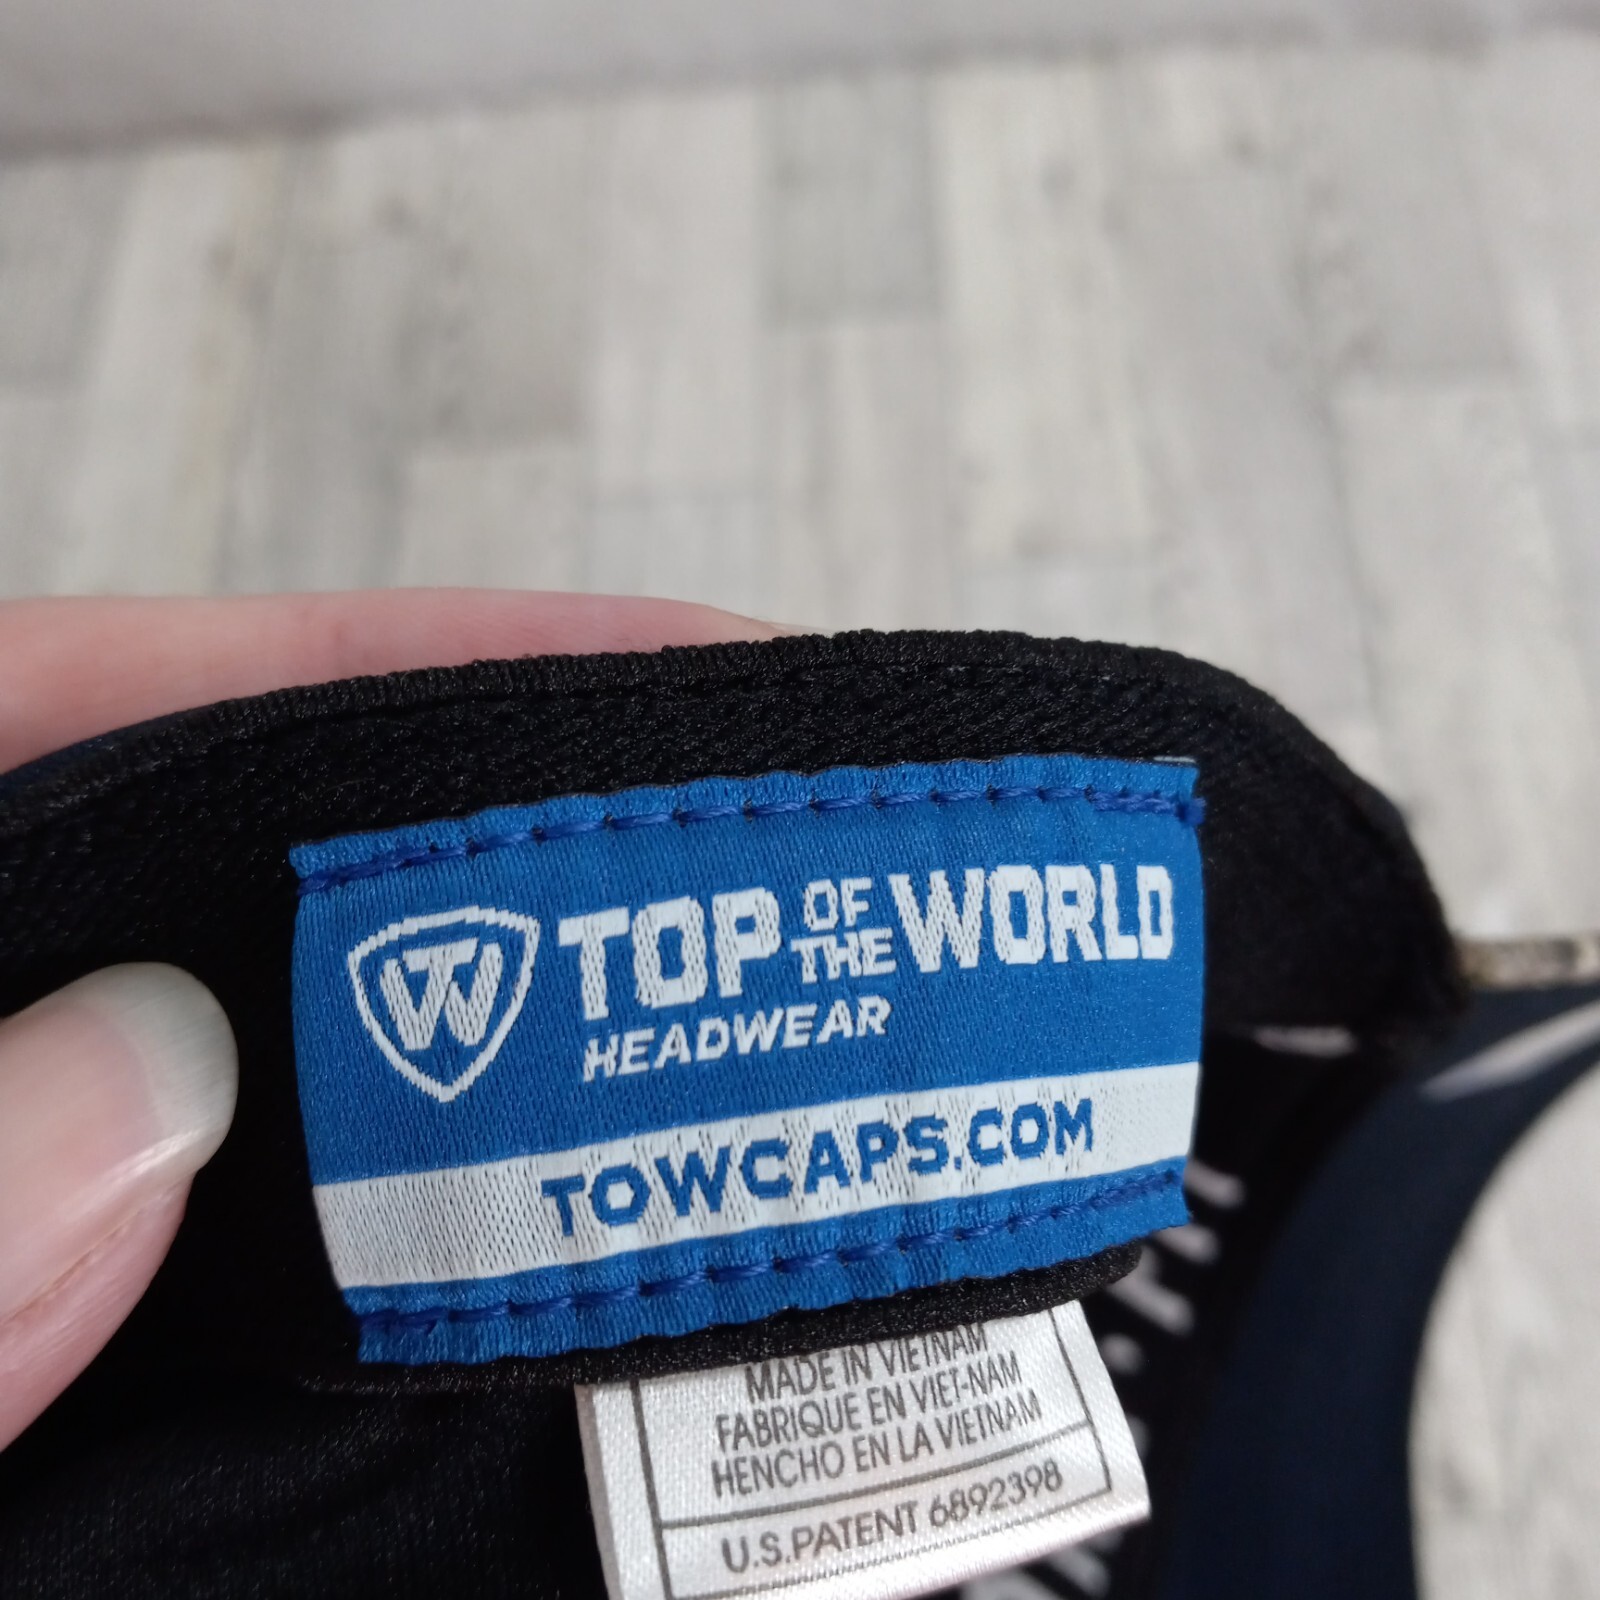 TW TOP OF THE WORLD
HEADWEAR
TOWCAPS.COM
MADE IN VIETNAM
FABRIQUE EN VIET-NAM
HENCHO EN LA VIETNAM
U.S.PATENT 6892398